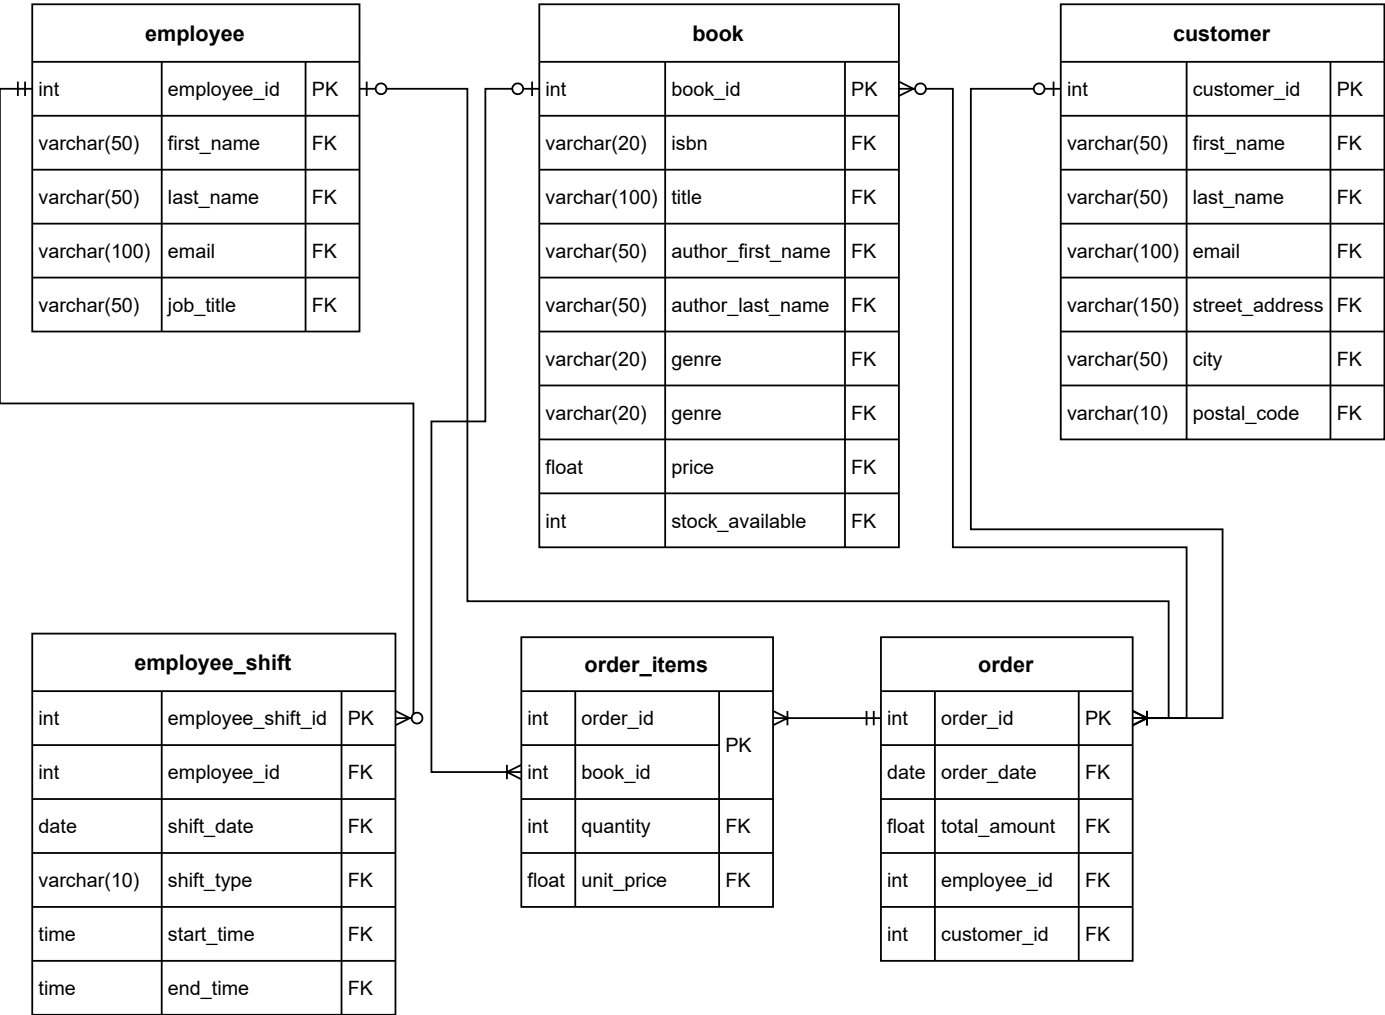 employee
int employee_id PK
varchar(50) first_name FK
varchar(50) last_name FK
varchar(100) email FK
varchar(50) job_title FK
book
int book_id PK
varchar(20) isbn FK
varchar(100) title FK
varchar(50) author_first_name FK
varchar(50) author_last_name FK
varchar(20) genre FK
varchar(20) genre FK
float price FK
int stock_available FK
customer
int customer_id PK
varchar(50) first_name FK
varchar(50) last_name FK
varchar(100) email FK
varchar(150) street_address FK
varchar(50) city FK
varchar(10) postal_code FK
employee_shift
int employee_shift_id PK
int employee_id FK
date shift_date FK
varchar(10) shift_type FK
time start_time FK
time end_time FK
order_items
int order_id
PK
int book_id
int quantity FK
float unit_price FK
order
int order_id PK
date order_date FK
float total_amount FK
int employee_id FK
int customer_id FK